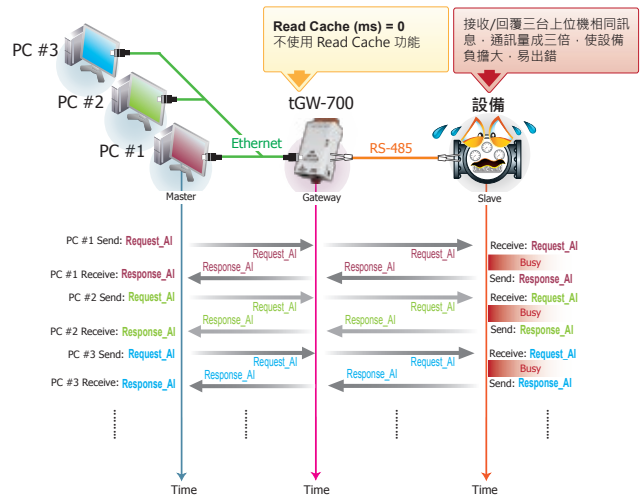 PC #3
PC #2
PC #1
Read Cache (ms) = 0
不使用 Read Cache 功能
接收/回覆三台上位機相同訊
息，通訊量成三倍，使設備
負擔大，易出錯
tGW-700
設備
Ethernet
RS-485
Master
Gateway
Slave
PC #1 Send: Request_AI
Request_AI
Request_AI
Receive: Request_AI
Busy
PC #1 Receive: Response_AI
Response_AI
Response_AI
Send: Response_AI
PC #2 Send: Request_AI
Request_AI
Request_AI
Receive: Request_AI
Busy
PC #2 Receive: Response_AI
Response_AI
Response_AI
Send: Response_AI
PC #3 Send: Request_AI
Request_AI
Request_AI
Receive: Request_AI
Busy
PC #3 Receive: Response_AI
Response_AI
Response_AI
Send: Response_AI
Time
Time
Time